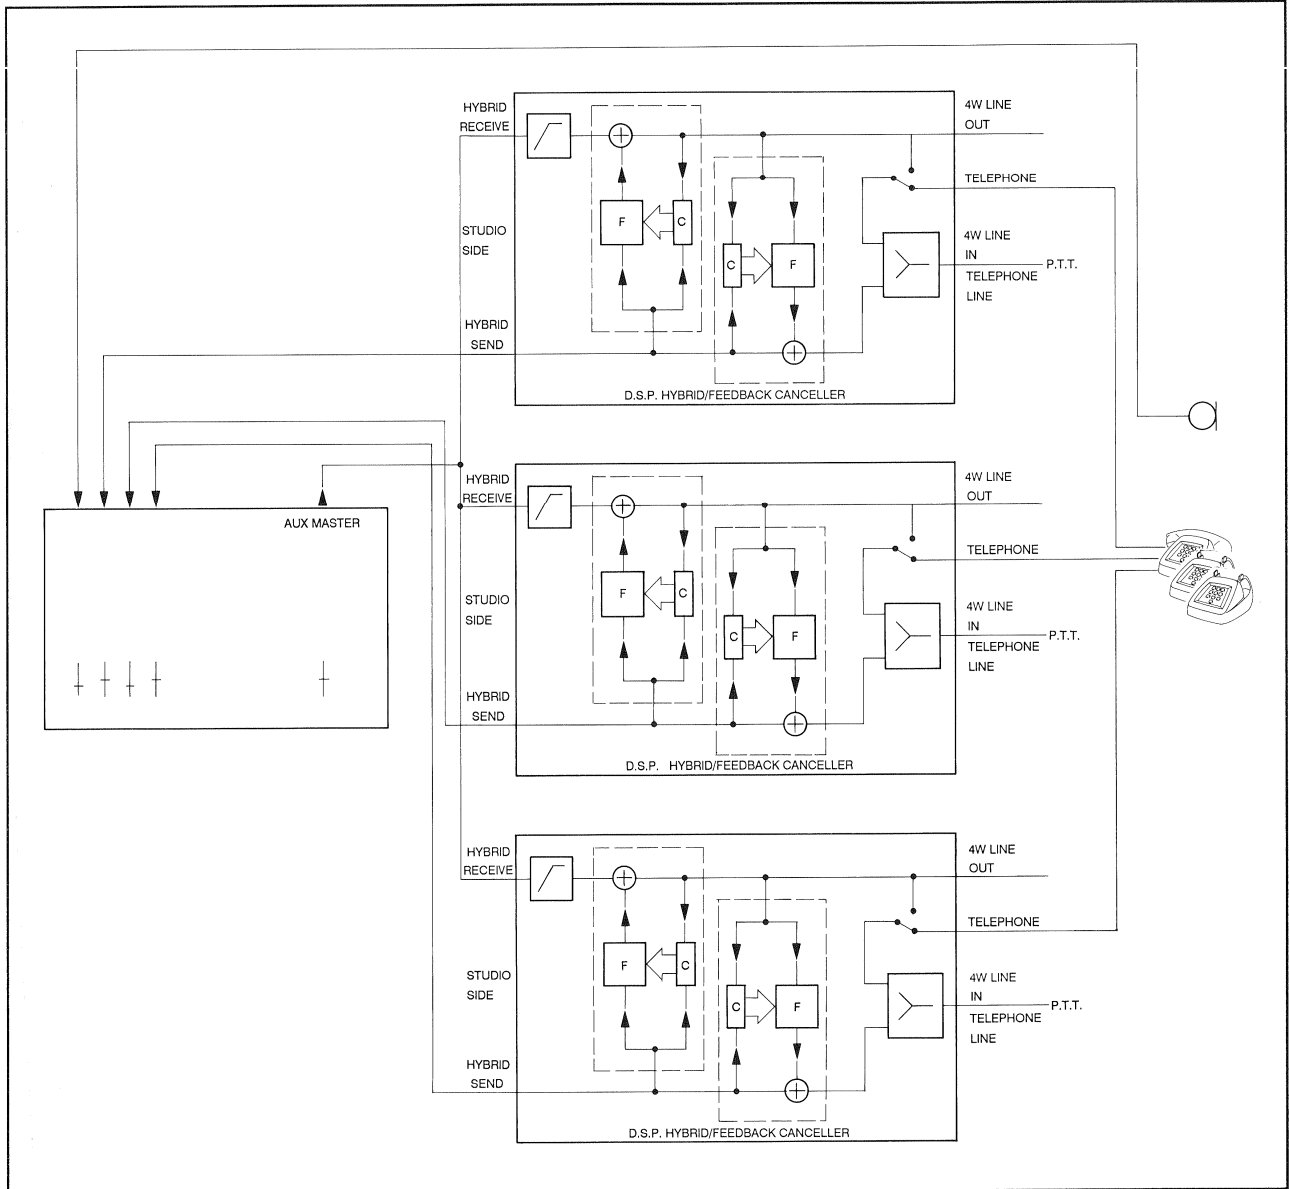 HYBRID
RECEIVE
4W LINE
OUT
TELEPHONE
F
C
STUDIO
SIDE
4W LINE
IN
P.T.T.
TELEPHONE
LINE
C
F
HYBRID
SEND
D.S.P. HYBRID/FEEDBACK CANCELLER
HYBRID
RECEIVE
4W LINE
OUT
AUX MASTER
TELEPHONE
F
C
STUDIO
SIDE
4W LINE
IN
P.T.T.
TELEPHONE
LINE
C
F
HYBRID
SEND
D.S.P. HYBRID/FEEDBACK CANCELLER
HYBRID
RECEIVE
4W LINE
OUT
TELEPHONE
F
C
STUDIO
SIDE
4W LINE
IN
P.T.T.
TELEPHONE
LINE
C
F
HYBRID
SEND
D.S.P. HYBRID/FEEDBACK CANCELLER